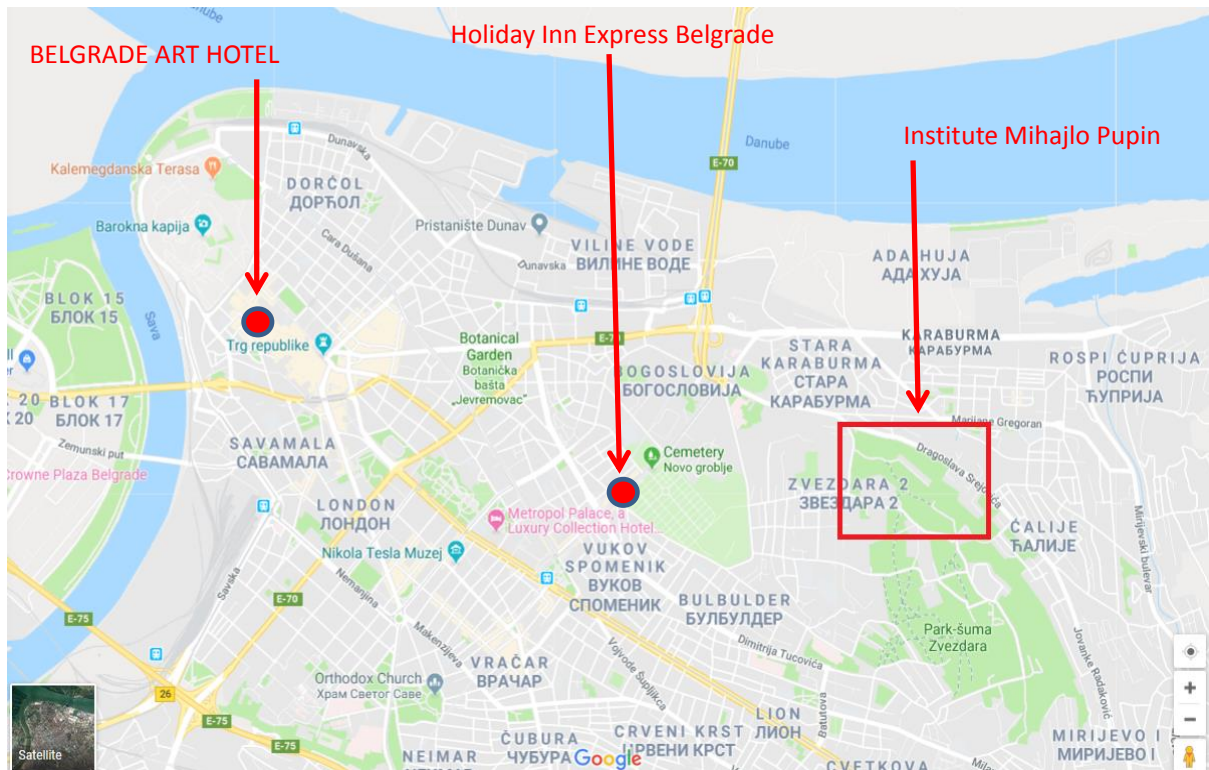 BELGRADE ART HOTEL
Holiday Inn Express Belgrade
Institute Mihajlo Pupin
Danube
Danube
E-70
Dunavska
Kalemegdanska Terasa
DORĆOL
ДОРЋОЛ
Barokna kapija
Pristanište Dunav
Cara Dušana
VILINE VODE
ВИЛИНЕ ВОДЕ
Dunavska
ADA HUJA
АДА ХУЈА
BLOK 15
БЛОК 15
Sava
Trg republike
Botanical
Garden
Botanička
bašta
„Jevremovac“
BOGOSLOVIJA
БОГОСЛОВИЈА
STARA
KARABURMA
СТАРА
КАРАБУРМА
KARABURMA
КАРАБУРМА
ROSPI ĆUPRIJA
РОСПИ
ЋУПРИЈА
20
20
BLOK 17
БЛОК 17
Zemunski put
Crowne Plaza Belgrade
SAVAMALA
САВАМАЛА
Marijane Gregoran
Dragoslava Srejovića
Cemetery
Novo groblje
ZVEZDARA 2
ЗВЕЗДАРА 2
LONDON
ЛОНДОН
Metropol Palace, a
Luxury Collection Hotel...
Nikola Tesla Muzej
ĆALIJE
ЋАЛИЈЕ
Mirijevski bulevar
VUKOV
SPOMENIK
ВУКОВ
СПОМЕНИК
Savska
Nemanjina
E-70
E-75
BULBULDER
БУЛБУЛДЕР
Park-šuma
Zvezdara
Makenzijeva
Dimitrija Tucovića
Vojvode Šupljikca
Jovanke Radaković
VRAČAR
ВРАЧАР
Orthodox Church
Храм Светог Саве
26
E-75
E-75
LION
ЛИОН
Batutova
CRVENI KRST
ЦРВЕНИ КРСТ
ČUBURA
ЧУБУРА
Google
NEIMAR
CVETKOVA
MIRIJEVO I
МИРИЈЕВО I
Satellite